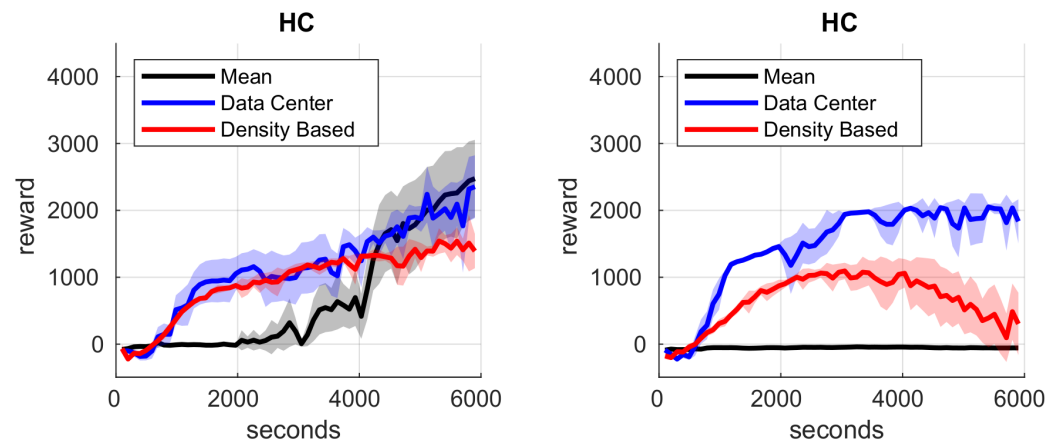 HC
reward
4000
3000
2000
1000
0
Mean
Data Center
Density Based
0 2000 4000 6000
seconds
HC
reward
4000
3000
2000
1000
0
Mean
Data Center
Density Based
0 2000 4000 6000
seconds